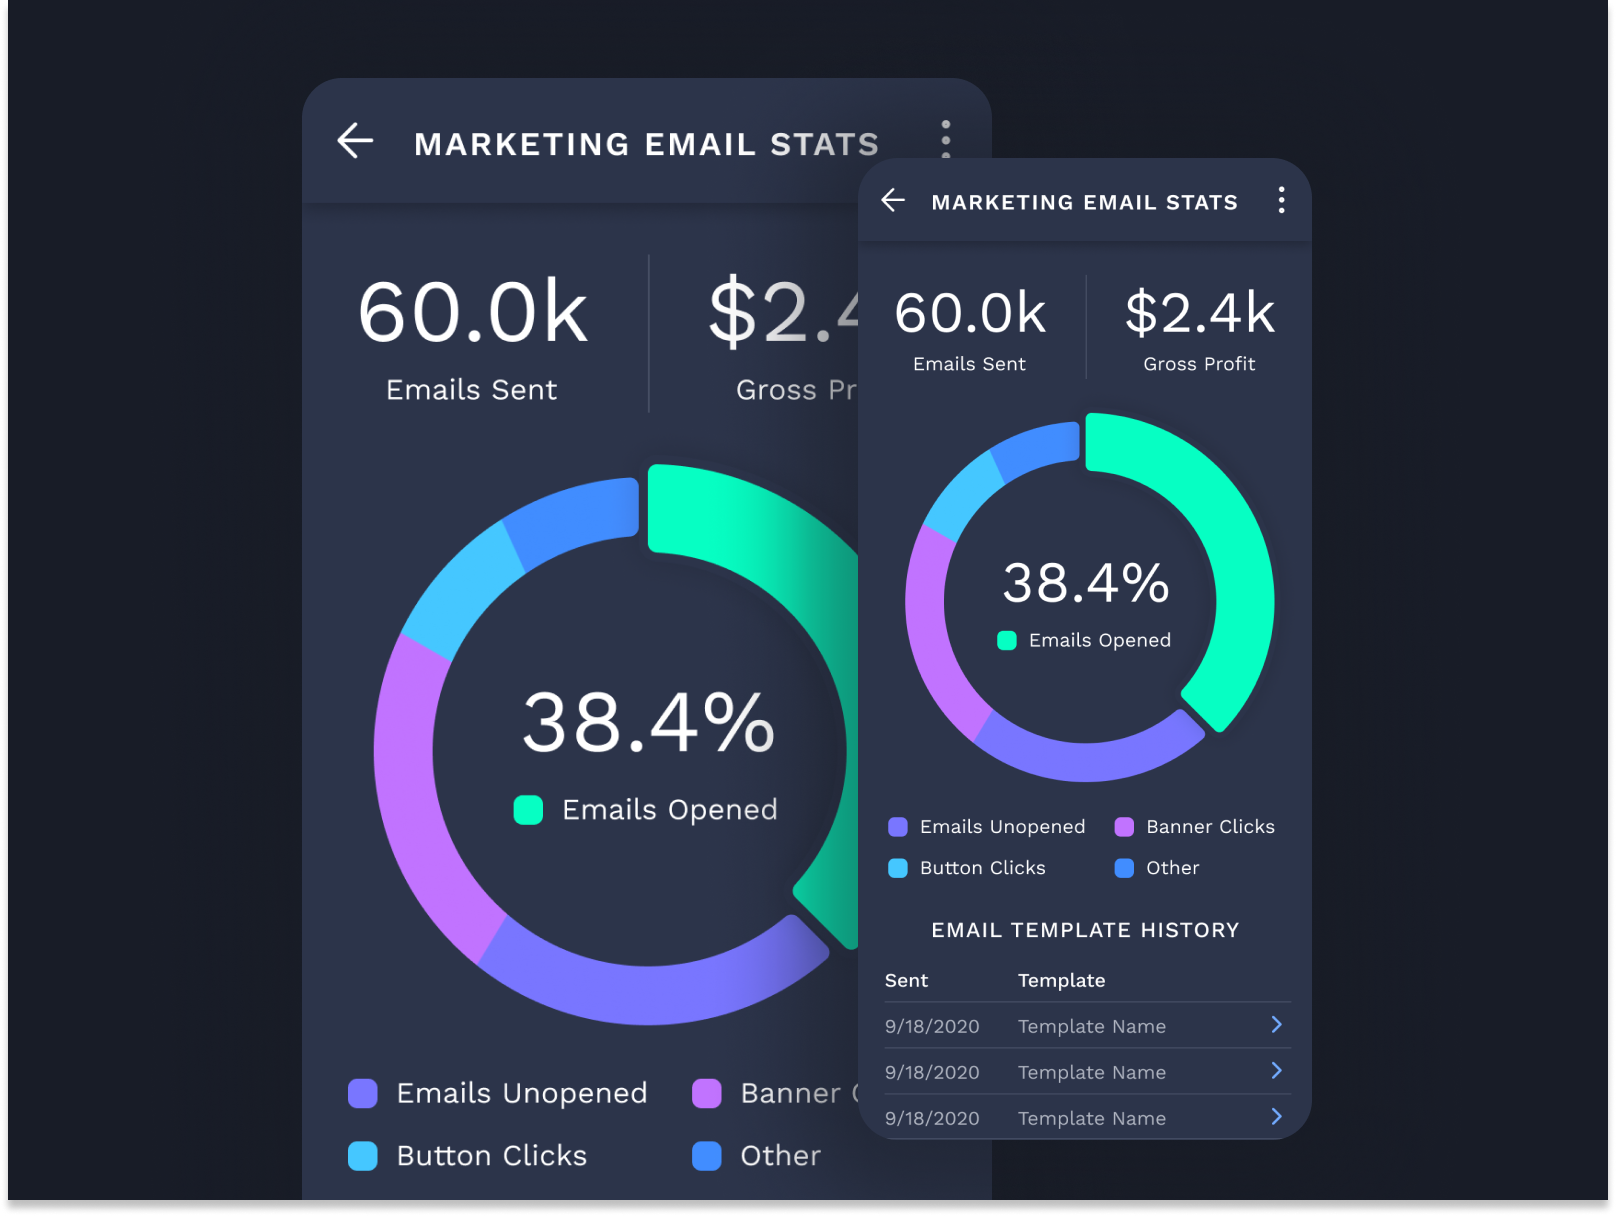 MARKETING EMAIL STATS
60.0k
$2.4
Emails Sent
Gross Pr
38.4%
Emails Opened
Emails Unopened
Banner
Button Clicks
Other
MARKETING EMAIL STATS
60.0k
$2.4k
Emails Sent
Gross Profit
38.4%
Emails Opened
Emails Unopened
Banner Clicks
Button Clicks
Other
EMAIL TEMPLATE HISTORY
Sent
Template
9/18/2020
Template Name
9/18/2020
Template Name
9/18/2020
Template Name